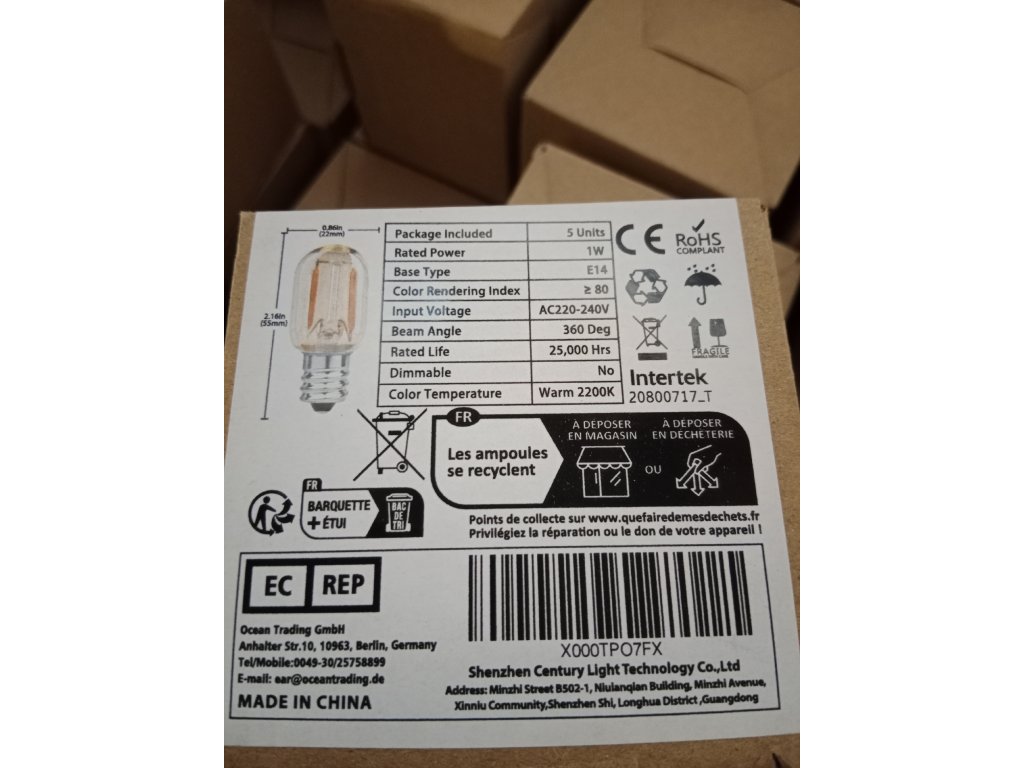 0.86in
(22mm)
2.16in
(55mm)
Package Included 5 Units
Rated Power 1W
Base Type E14
Color Rendering Index ≥ 80
Input Voltage AC220-240V
Beam Angle 360 Deg
Rated Life 25,000 Hrs
Dimmable No
Color Temperature Warm 2200K
CE
RoHS
COMPLANT
FRAGILE
Intertek
20800717_T
FR
Les ampoules
se recyclent
A DEPOSER
EN MAGASIN
OU
A DEPOSER
EN DECHETERIE
FR
BARQUETTE
+ ÉTUI
BAC
DE
TRI
Points de collecte sur www.quefairedemesdechets.fr
Privilégiez la réparation ou le don de votre appareil !
EC REP
Ocean Trading GmbH
Anhalter Str.10, 10963, Berlin, Germany
Tel/Mobile:0049-30/25758899
E-mail: ear@oceantrading.de
MADE IN CHINA
X000TPO7FX
Shenzhen Century Light Technology Co.,Ltd
Address: Minzhi Street B502-1, Niulanqian Building, Minzhi Avenue,
Xinniu Community,Shenzhen Shi, Longhua District ,Guangdong